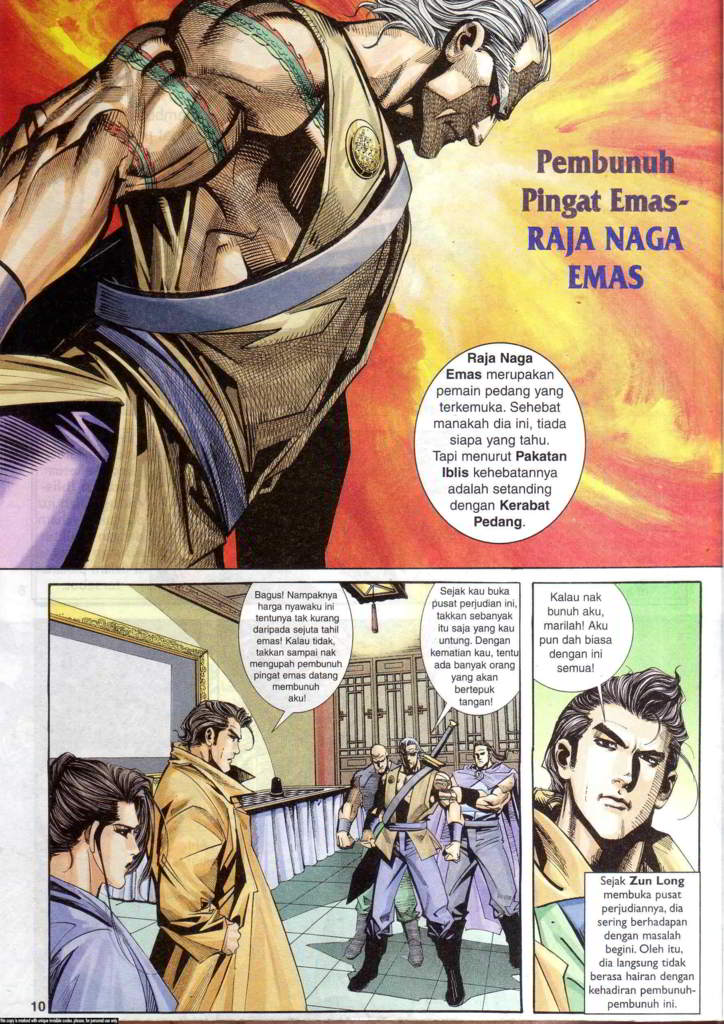 Pembunuh
Pingat Emas-
RAJA NAGA
EMAS
Raja Naga
Emas merupakan
pemain pedang yang
terkemuka. Sehebat
manakah dia ini, tiada
siapa yang tahu.
Tapi menurut Pakatan
Iblis kehebatannya
adalah setanding
dengan Kerabat
Pedang.
Bagus! Nampaknya
harga nyawaku ini
tentunya tak kurang
daripada sejuta tahil
emas! Kalau tidak,
takkan sampai nak
mengupah pembunuh
pingat emas datang
membunuh
aku!
Sejak kau buka
pusat perjudian ini,
takkan sebanyak
itu saja yang kau
untung. Dengan
kematian kau, tentu
ada banyak orang
yang akan
bertepuk
tangan!
Kalau nak
bunuh aku,
marilah! Aku
pun dah biasa
dengan ini
semua!
Sejak Zun Long
membuka pusat
perjudiannya, dia
sering berhadapan
dengan masalah
begini. Oleh itu,
dia langsung tidak
berasa hairan dengan
kehadiran pembunuh-
pembunuh ini.
10